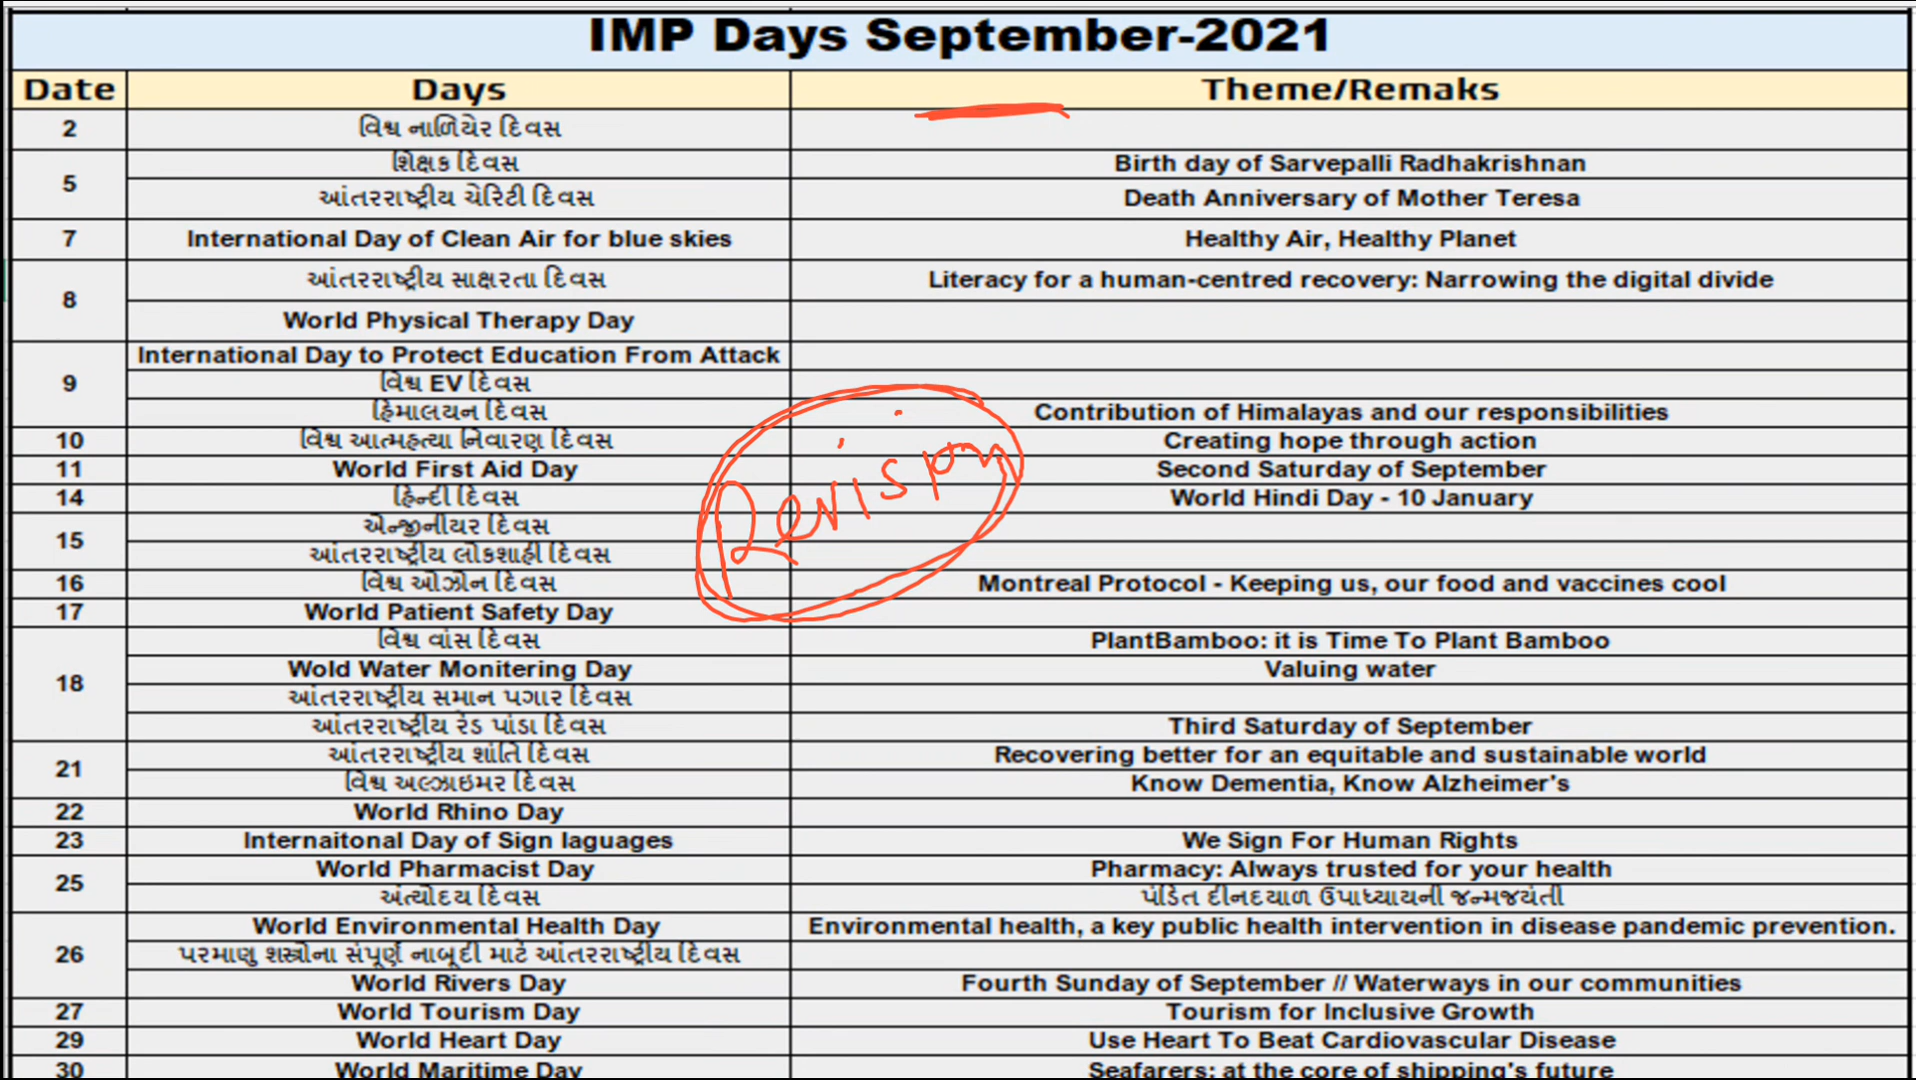 IMP Days September-2021
Date Days Theme/Remaks
2 વિશ્વ નાળિયેર દિવસ
5 શિક્ષક દિવસ Birth day of Sarvepalli Radhakrishnan
આંતરરાષ્ટ્રીય ચેરિટી દિવસ Death Anniversary of Mother Teresa
7 International Day of Clean Air for blue skies Healthy Air, Healthy Planet
8 આંતરરાષ્ટ્રીય સાક્ષરતા દિવસ Literacy for a human-centred recovery: Narrowing the digital divide
World Physical Therapy Day
9 International Day to Protect Education From Attack
વિશ્વ EV દિવસ
હિમાલયન દિવસ Contribution of Himalayas and our responsibilities
10 વિશ્વ આત્મહત્યા નિવારણ દિવસ Creating hope through action
11 World First Aid Day Second Saturday of September
14 હિન્દી દિવસ World Hindi Day - 10 January
Revision
15 એન્જીનીયર દિવસ
આંતરરાષ્ટ્રીય લોકશાહી દિવસ
16 વિશ્વ ઓઝોન દિવસ Montreal Protocol - Keeping us, our food and vaccines cool
17 World Patient Safety Day
18 વિશ્વ વાંસ દિવસ PlantBamboo: it is Time To Plant Bamboo
Wold Water Monitering Day Valuing water
આંતરરાષ્ટ્રીય સમાન પગાર દિવસ
આંતરરાષ્ટ્રીય રેડ પાંડા દિવસ Third Saturday of September
21 આંતરરાષ્ટ્રીય શાંતિ દિવસ Recovering better for an equitable and sustainable world
વિશ્વ અલ્ઝાઇમર દિવસ Know Dementia, Know Alzheimer's
22 World Rhino Day
23 Internaitonal Day of Sign laguages We Sign For Human Rights
25 World Pharmacist Day Pharmacy: Always trusted for your health
અંત્યોદય દિવસ પંડિત દીનદયાળ ઉપાધ્યાયની જન્મજયંતી
26 World Environmental Health Day Environmental health, a key public health intervention in disease pandemic prevention.
પરમાણુ શસ્ત્રોના સંપૂર્ણ નાબૂદી માટે આંતરરાષ્ટ્રીય દિવસ
World Rivers Day Fourth Sunday of September // Waterways in our communities
27 World Tourism Day Tourism for Inclusive Growth
29 World Heart Day Use Heart To Beat Cardiovascular Disease
30 World Maritime Day Seafarers: at the core of shipping's future